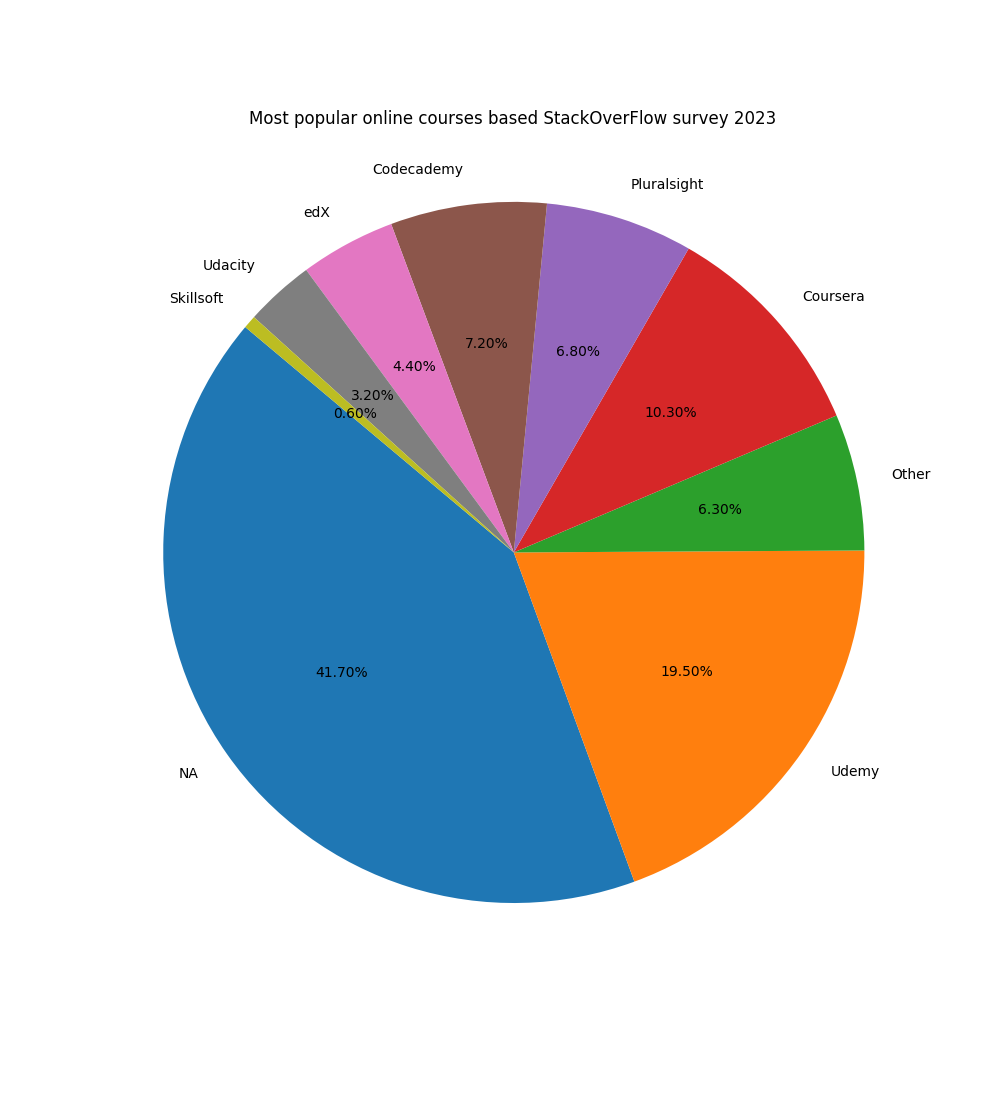 Most popular online courses based StackOverFlow survey 2023
Codecademy
Pluralsight
edX
Udacity
Skillsoft
Coursera
Other
7.20%
6.80%
4.40%
3.20%
0.60%
10.30%
6.30%
41.70%
19.50%
NA
Udemy